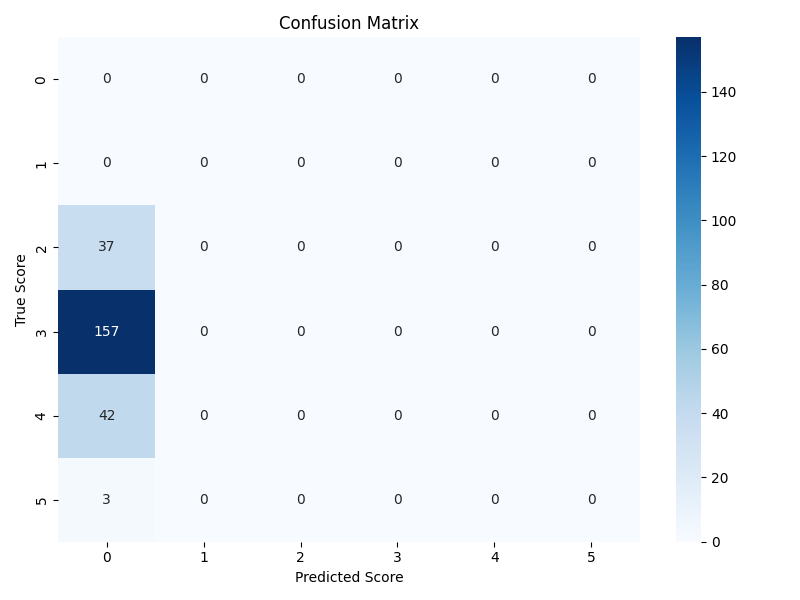 Confusion Matrix
True Score
0 0 0 0 0 0 0
1 0 0 0 0 0 0
2 37 0 0 0 0 0
3 157 0 0 0 0 0
4 42 0 0 0 0 0
5 3 0 0 0 0 0
0 1 2 3 4 5
Predicted Score
140
120
100
80
60
40
20
0